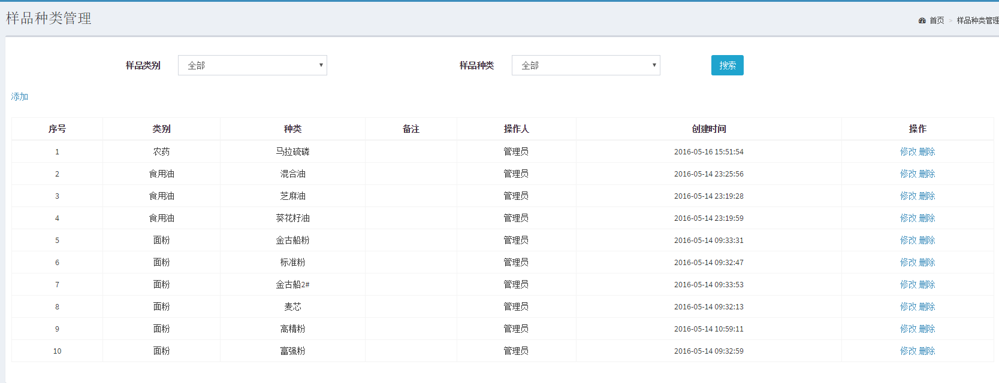 样品种类管理
首页 > 样品种类管理
样品类别 全部 样品种类 全部 搜索
添加
序号 类别 种类 备注 操作人 创建时间 操作
1 农药 马拉硫磷 管理员 2016-05-16 15:51:54 修改 删除
2 食用油 混合油 管理员 2016-05-14 23:25:56 修改 删除
3 食用油 芝麻油 管理员 2016-05-14 23:19:28 修改 删除
4 食用油 葵花籽油 管理员 2016-05-14 23:19:59 修改 删除
5 面粉 金古船粉 管理员 2016-05-14 09:33:31 修改 删除
6 面粉 标准粉 管理员 2016-05-14 09:32:47 修改 删除
7 面粉 金古船2# 管理员 2016-05-14 09:33:53 修改 删除
8 面粉 麦芯 管理员 2016-05-14 09:32:13 修改 删除
9 面粉 高精粉 管理员 2016-05-14 10:59:11 修改 删除
10 面粉 富强粉 管理员 2016-05-14 09:32:59 修改 删除